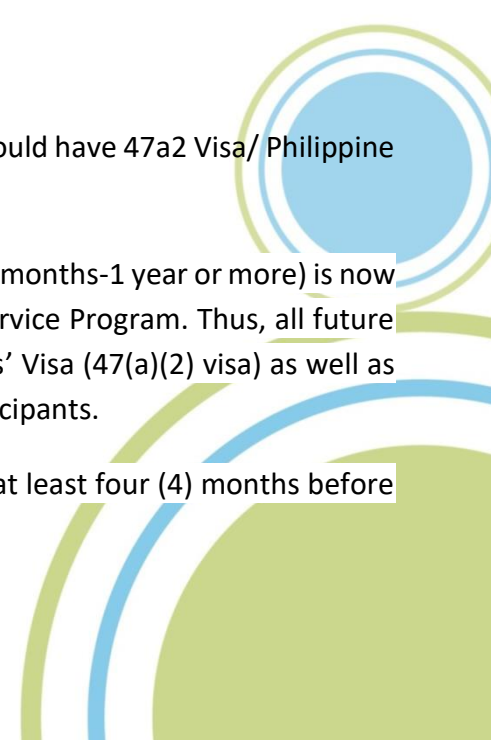 ould have 47a2 Visa/ Philippine
months-1 year or more) is now
rvice Program. Thus, all future
s’ Visa (47(a)(2) visa) as well as
cipants.
at least four (4) months before